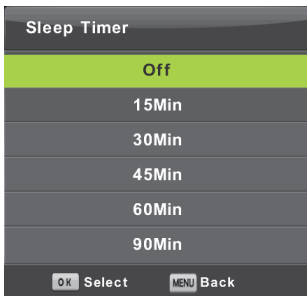 Sleep Timer
Off
15Min
30Min
45Min
60Min
90Min
OK Select MENU Back